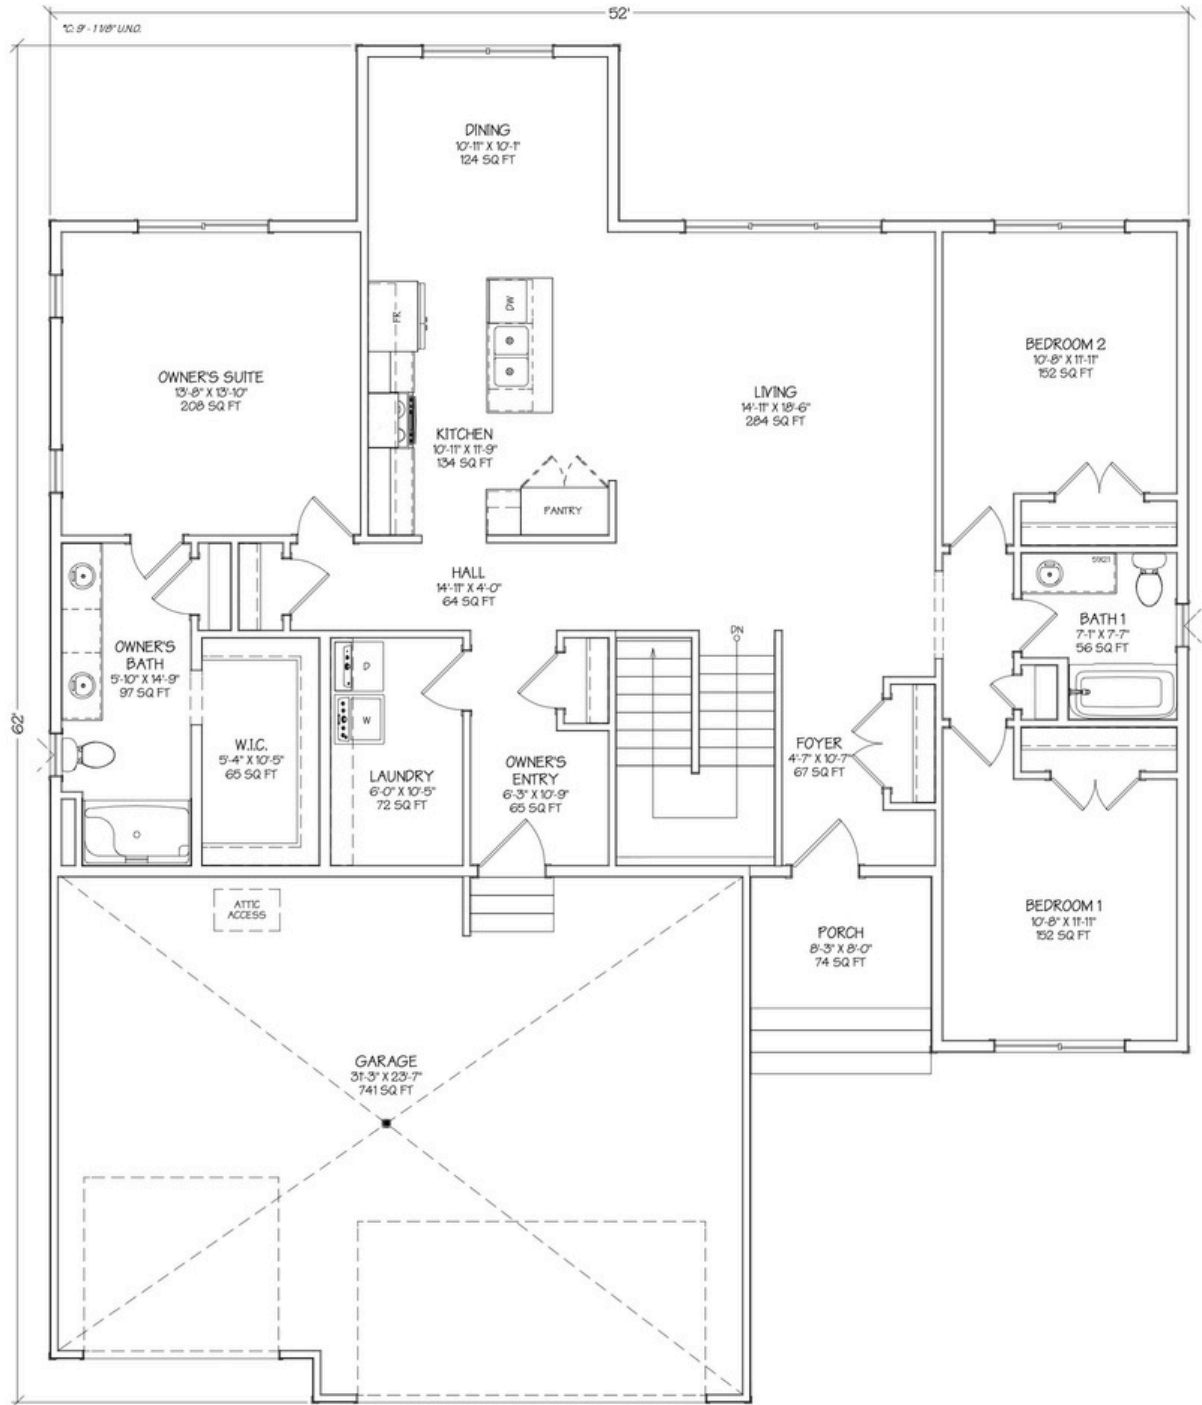 52'
"C: 9' - 1 1/8" U.N.O.
DINING
10'-11" X 10'-1"
124 SQ FT
OWNER'S SUITE
13'-8" X 13'-10"
208 SQ FT
FR
DW
KITCHEN
10'-11" X 11'-9"
134 SQ FT
PANTRY
LIVING
14'-11" X 18'-6"
284 SQ FT
BEDROOM 2
10'-8" X 11'-11"
152 SQ FT
HALL
14'-11" X 4'-0"
64 SQ FT
BATH 1
7'-1" X 7'-7"
56 SQ FT
OWNER'S
BATH
5'-10" X 14'-9"
97 SQ FT
DN
D
W
W.I.C.
5'-4" X 10'-5"
65 SQ FT
LAUNDRY
6'-0" X 10'-5"
72 SQ FT
OWNER'S
ENTRY
6'-3" X 10'-9"
65 SQ FT
FOYER
4'-7" X 10'-7"
67 SQ FT
62'
ATTIC
ACCESS
PORCH
8'-3" X 8'-0"
74 SQ FT
BEDROOM 1
10'-8" X 11'-11"
152 SQ FT
GARAGE
31'-3" X 23'-7"
741 SQ FT